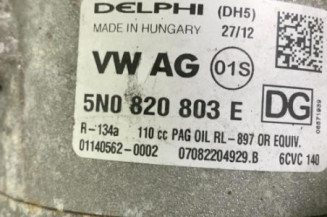 DELPHI (DH5)
MADE IN HUNGARY 27/12
VW AG 01S
5N0 820 803 E DG
R-134a 110 cc PAG OIL RL-897 OR EQUIV.
01140562-0002 07082204929.B 6CVC 140